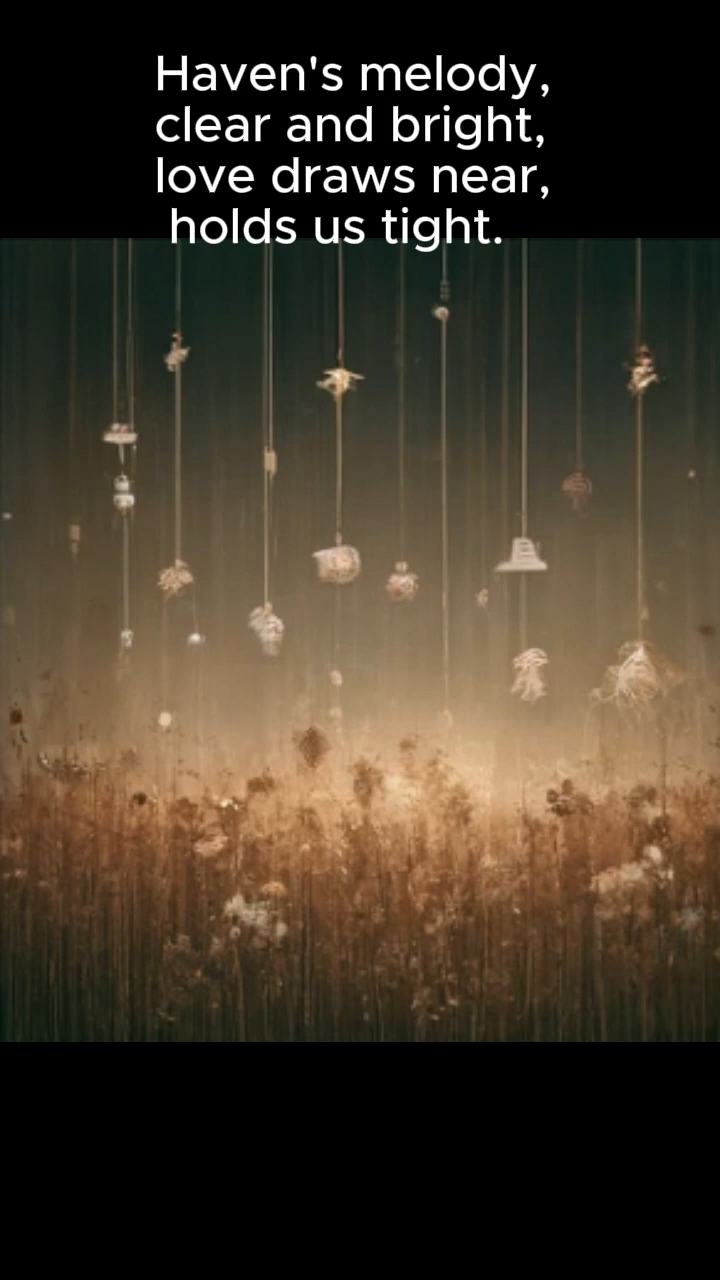 Haven's melody,
clear and bright,
love draws near,
holds us tight.